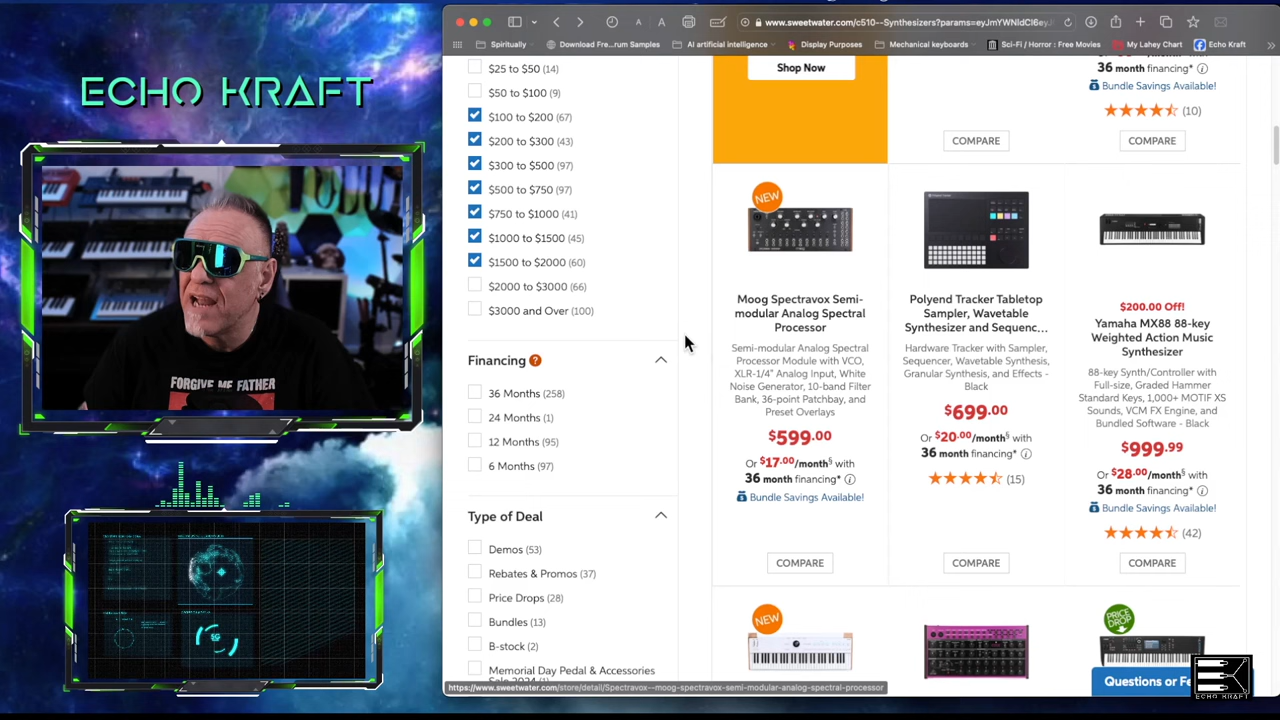 ECHO KRAFT
FORGIVE ME FATHER
www.sweetwater.com/c510--Synthesizers?params=eyJmYWNldCI6eyJ
Spiritually
Download Fre...rum Samples
AI artificial intelligence
Display Purposes
Mechanical keyboards
Sci-Fi / Horror : Free Movies
My Lahey Chart
Echo Kraft
$25 to $50 (14)
$50 to $100 (9)
$100 to $200 (67)
$200 to $300 (43)
$300 to $500 (97)
$500 to $750 (97)
$750 to $1000 (41)
$1000 to $1500 (45)
$1500 to $2000 (60)
$2000 to $3000 (66)
$3000 and Over (100)
Financing ?
36 Months (258)
24 Months (1)
12 Months (95)
6 Months (97)
Type of Deal
Demos (53)
Rebates & Promos (37)
Price Drops (28)
Bundles (13)
B-stock (2)
Memorial Day Pedal & Accessories
Shop Now
COMPARE
36 month financing*
Bundle Savings Available!
(10)
COMPARE
NEW
Moog Spectravox Semi-
modular Analog Spectral
Processor
Semi-modular Analog Spectral
Processor Module with VCO,
XLR-1/4" Analog Input, White
Noise Generator, 10-band Filter
Bank, 36-point Patchbay, and
Preset Overlays
$599.00
Or $17.00/month§ with
36 month financing*
Bundle Savings Available!
COMPARE
Polyend Tracker Tabletop
Sampler, Wavetable
Synthesizer and Sequenc...
Hardware Tracker with Sampler,
Sequencer, Wavetable Synthesis,
Granular Synthesis, and Effects -
Black
$699.00
Or $20.00/month§ with
36 month financing*
(15)
COMPARE
$200.00 Off!
Yamaha MX88 88-key
Weighted Action Music
Synthesizer
88-key Synth/Controller with
Full-size, Graded Hammer
Standard Keys, 1,000+ MOTIF XS
Sounds, VCM FX Engine, and
Bundled Software - Black
$999.99
Or $28.00/month§ with
36 month financing*
Bundle Savings Available!
(42)
COMPARE
NEW
PRICE
DROP
Questions or Fe
ECHO KRAFT
https://www.sweetwater.com/store/detail/Spectravox--moog-spectravox-semi-modular-analog-spectral-processor